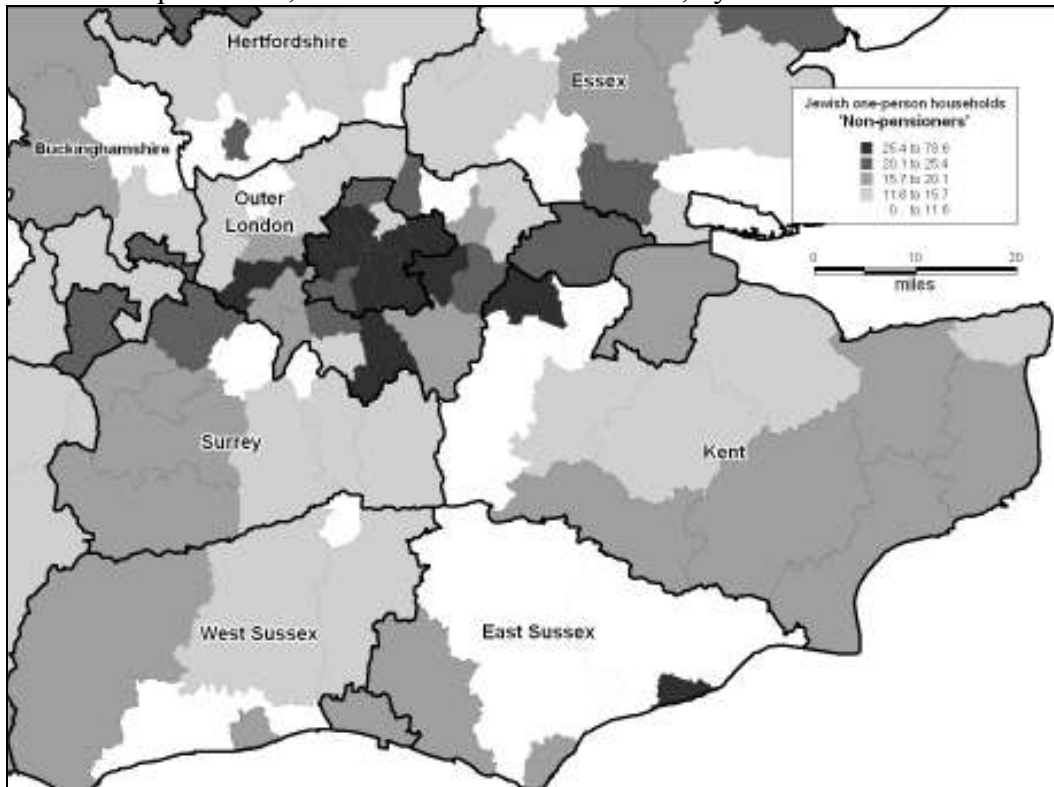 Hertfordshire
Essex
Jewish one-person households
'Non-pensioners'
25.4 to 78.6
20.1 to 25.4
15.7 to 20.1
11.6 to 15.7
0 to 11.6
Buckinghamshire
Outer
London
0 10 20
miles
Surrey
Kent
West Sussex
East Sussex